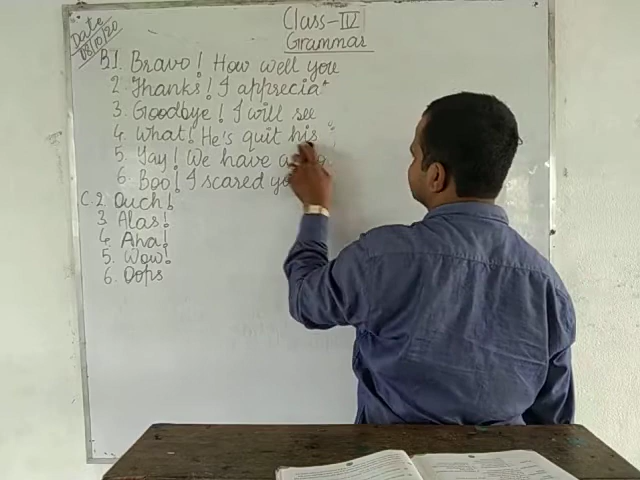 Date
08/10/20
Class-IV
Grammar
B.1. Bravo! How well you
2. Thanks! I apprecia
3. Goodbye! I will see
4. What! He's quit his
5. Yay! We have a
6. Boo! I scared yo
C.2. Ouch!
3. Alas!
4. Aha!
5. Wow!
6. Oops